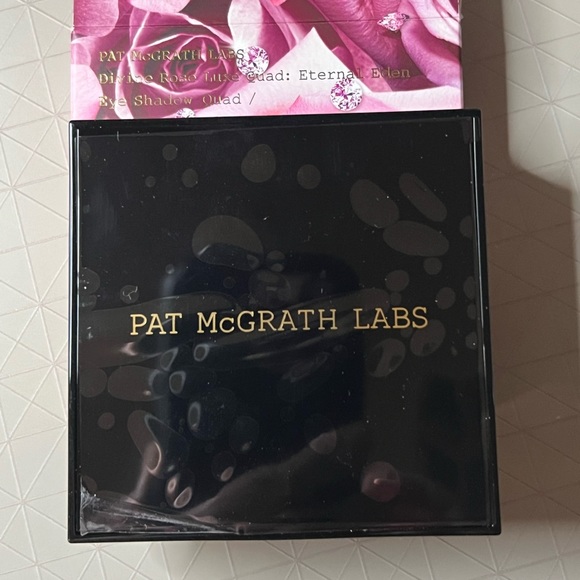 PAT McGRATH LABS
Divine Rose Luxe Quad: Eternal Eden
Eye Shadow Quad /
PAT McGRATH LABS